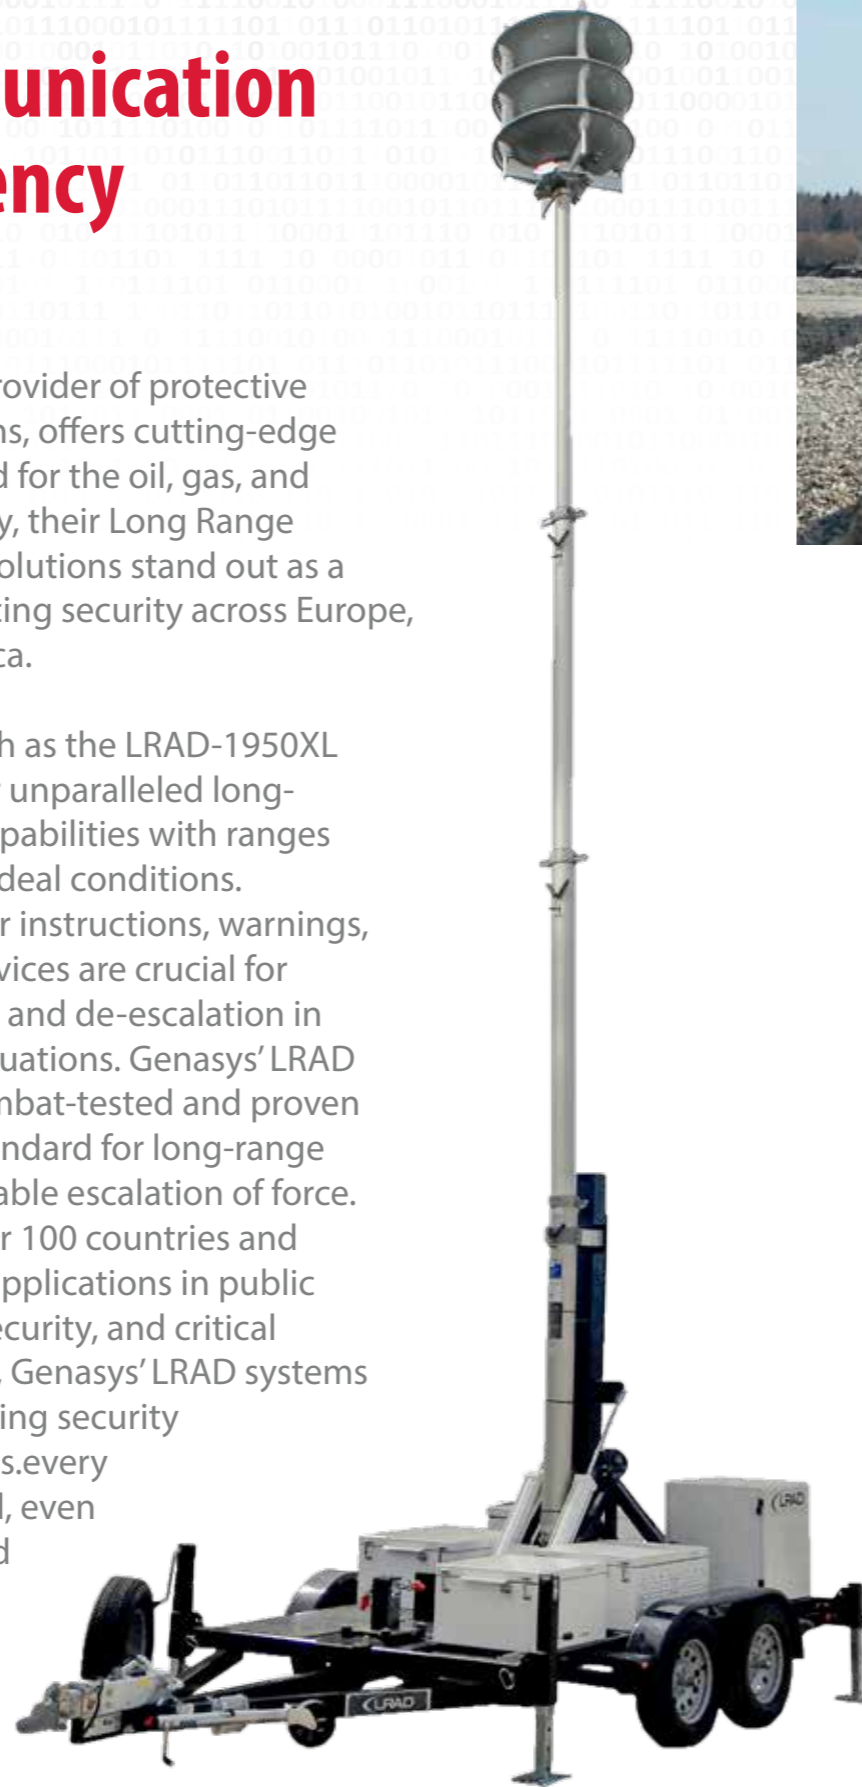 unication
ency
rovider of protective
ns, offers cutting-edge
d for the oil, gas, and
y, their Long Range
olutions stand out as a
ting security across Europe,
ca.
h as the LRAD-1950XL
r unparalleled long-
pabilities with ranges
deal conditions.
r instructions, warnings,
vices are crucial for
and de-escalation in
uations. Genasys’ LRAD
mbat-tested and proven
ndard for long-range
able escalation of force.
r 100 countries and
applications in public
ecurity, and critical
, Genasys’ LRAD systems
ing security
s.every
d, even
d
LRAD
LRAD